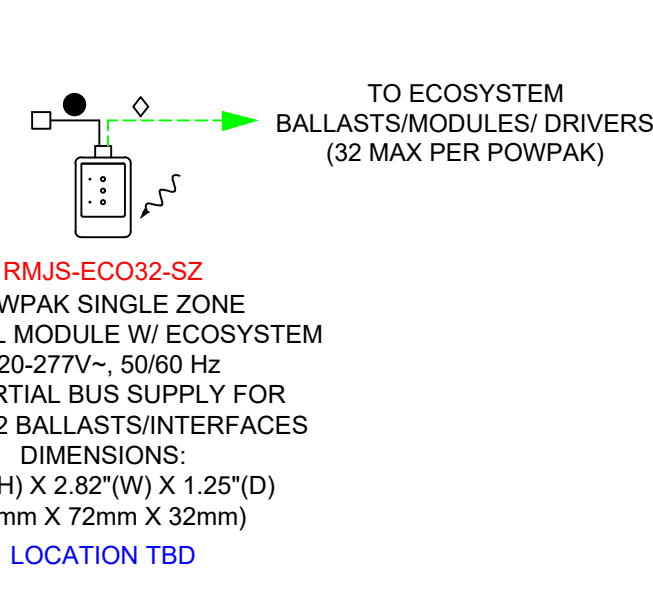 TO ECOSYSTEM
BALLASTS/MODULES/ DRIVERS
(32 MAX PER POWPAK)
RMJS-ECO32-SZ
WPAK SINGLE ZONE
L MODULE W/ ECOSYSTEM
20-277V~, 50/60 Hz
RTIAL BUS SUPPLY FOR
2 BALLASTS/INTERFACES
DIMENSIONS:
H) X 2.82"(W) X 1.25"(D)
mm X 72mm X 32mm)
LOCATION TBD